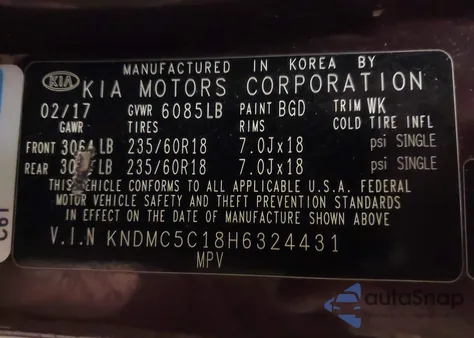 MANUFACTURED IN KOREA BY
KIA KIA MOTORS CORPORATION
02/17 GVWR 6085LB PAINT BGD TRIM WK
GAWR TIRES RIMS COLD TIRE INFL
FRONT 3064LB 235/60R18 7.0Jx18 psi SINGLE
REAR LB 235/60R18 7.0Jx18 psi SINGLE
THIS VEHICLE CONFORMS TO ALL APPLICABLE U.S.A. FEDERAL
MOTOR VEHICLE SAFETY AND THEFT PREVENTION STANDARDS
IN EFFECT ON THE DATE OF MANUFACTURE SHOWN ABOVE
V.I.N KNDMC5C18H6324431
MPV
autoSnap